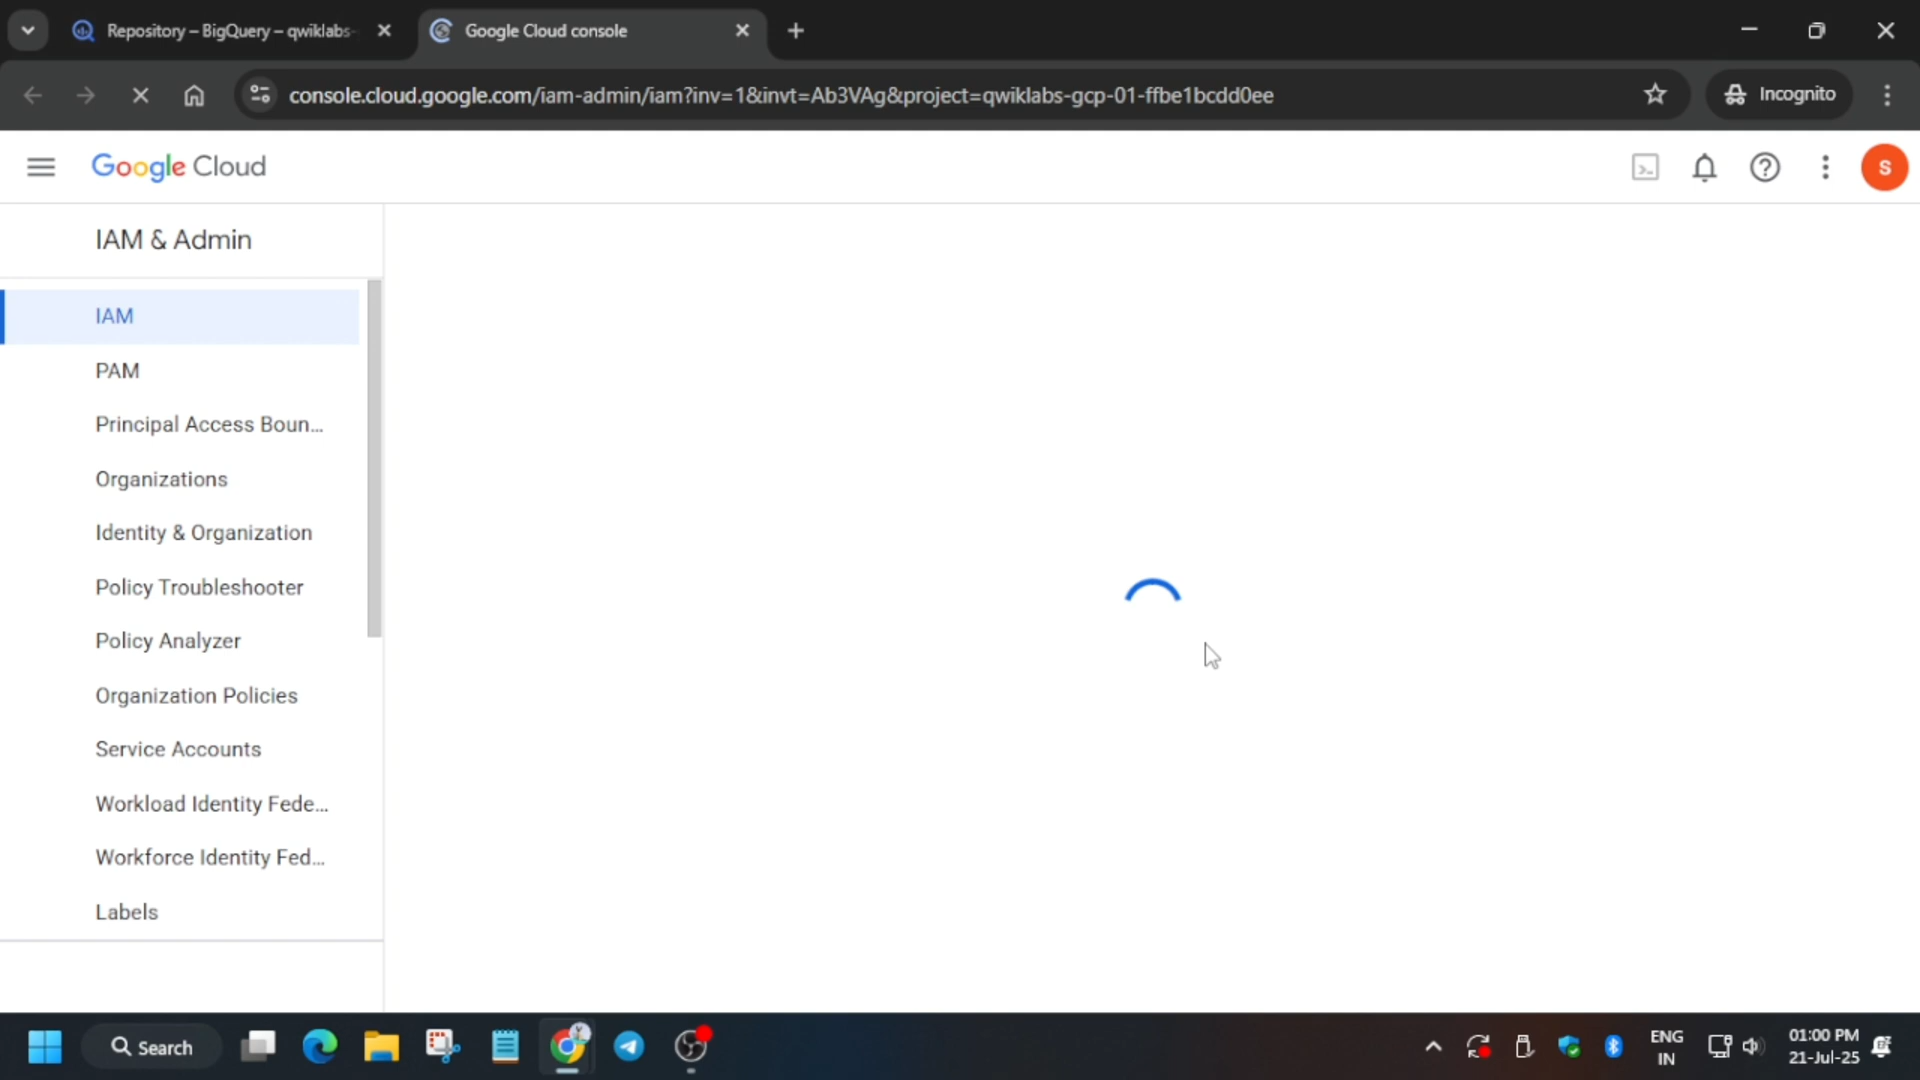 Repository – BigQuery – qwiklabs-
Google Cloud console
console.cloud.google.com/iam-admin/iam?inv=1&invt=Ab3VAg&project=qwiklabs-gcp-01-ffbe1bcdd0ee
Incognito
Google Cloud
S
IAM & Admin
IAM
PAM
Principal Access Boun...
Organizations
Identity & Organization
Policy Troubleshooter
Policy Analyzer
Organization Policies
Service Accounts
Workload Identity Fede...
Workforce Identity Fed...
Labels
Search
ENG
IN
01:00 PM
21-Jul-25